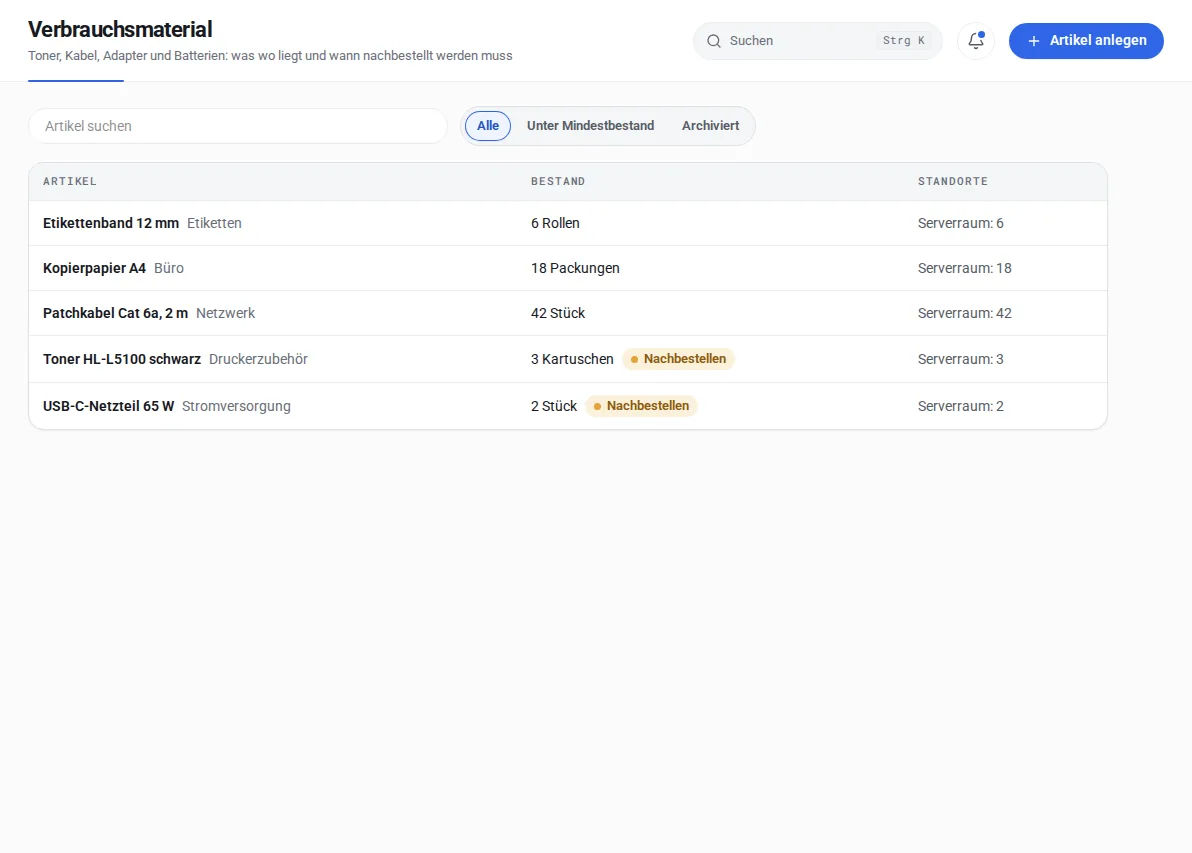 Verbrauchsmaterial
Toner, Kabel, Adapter und Batterien: was wo liegt und wann nachbestellt werden muss
Suchen Strg K
Artikel anlegen
Artikel suchen
Alle Unter Mindestbestand Archiviert
ARTIKEL BESTAND STANDORTE
Etikettenband 12 mm Etiketten 6 Rollen Serverraum: 6
Kopierpapier A4 Büro 18 Packungen Serverraum: 18
Patchkabel Cat 6a, 2 m Netzwerk 42 Stück Serverraum: 42
Toner HL-L5100 schwarz Druckerzubehör 3 Kartuschen Nachbestellen Serverraum: 3
USB-C-Netzteil 65 W Stromversorgung 2 Stück Nachbestellen Serverraum: 2